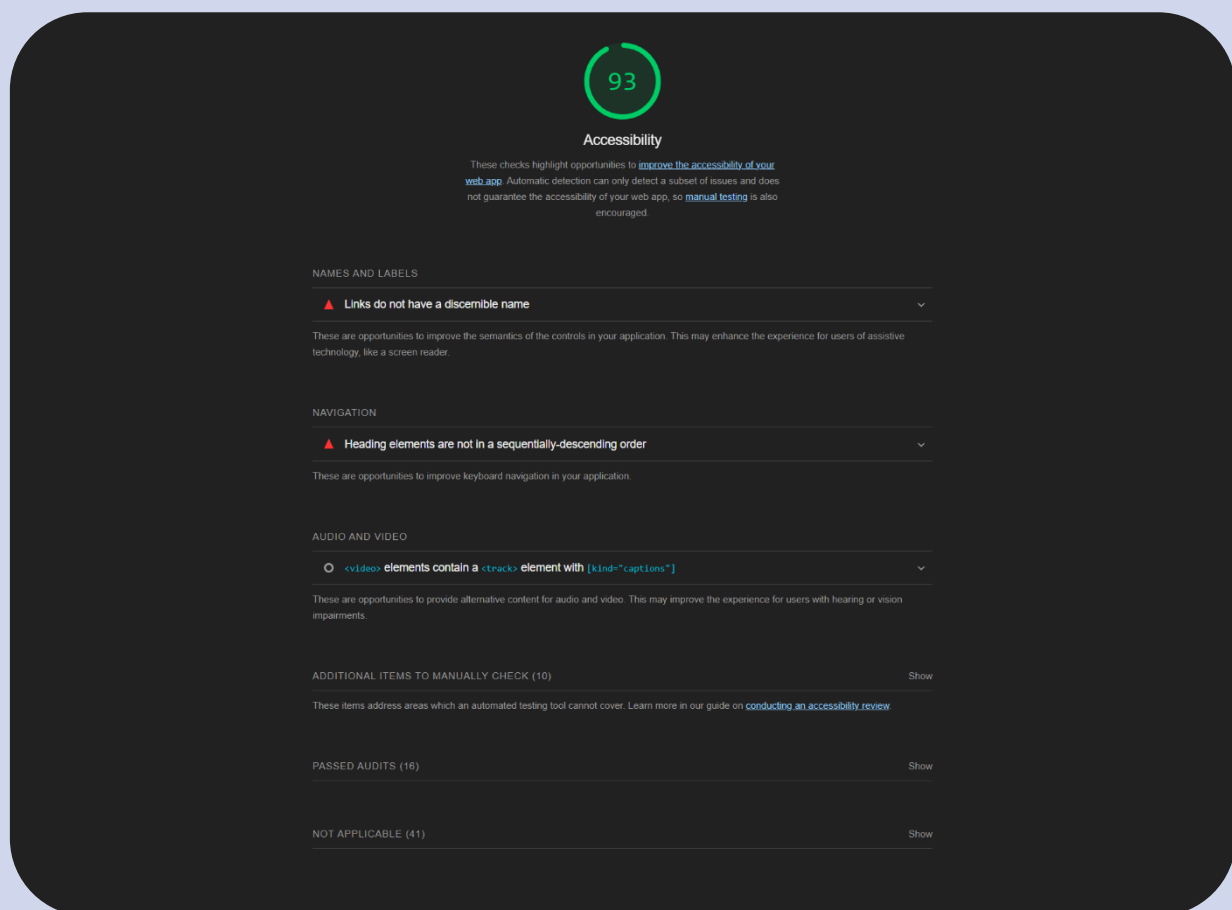 93
Accessibility
These checks highlight opportunities to improve the accessibility of your
web app. Automatic detection can only detect a subset of issues and does
not guarantee the accessibility of your web app, so manual testing is also
encouraged.
NAMES AND LABELS
Links do not have a discernible name
These are opportunities to improve the semantics of the controls in your application. This may enhance the experience for users of assistive
technology, like a screen reader.
NAVIGATION
Heading elements are not in a sequentially-descending order
These are opportunities to improve keyboard navigation in your application.
AUDIO AND VIDEO
<video> elements contain a <track> element with [kind="captions"]
These are opportunities to provide alternative content for audio and video. This may improve the experience for users with hearing or vision
impairments.
ADDITIONAL ITEMS TO MANUALLY CHECK (10) Show
These items address areas which an automated testing tool cannot cover. Learn more in our guide on conducting an accessibility review.
PASSED AUDITS (16) Show
NOT APPLICABLE (41) Show